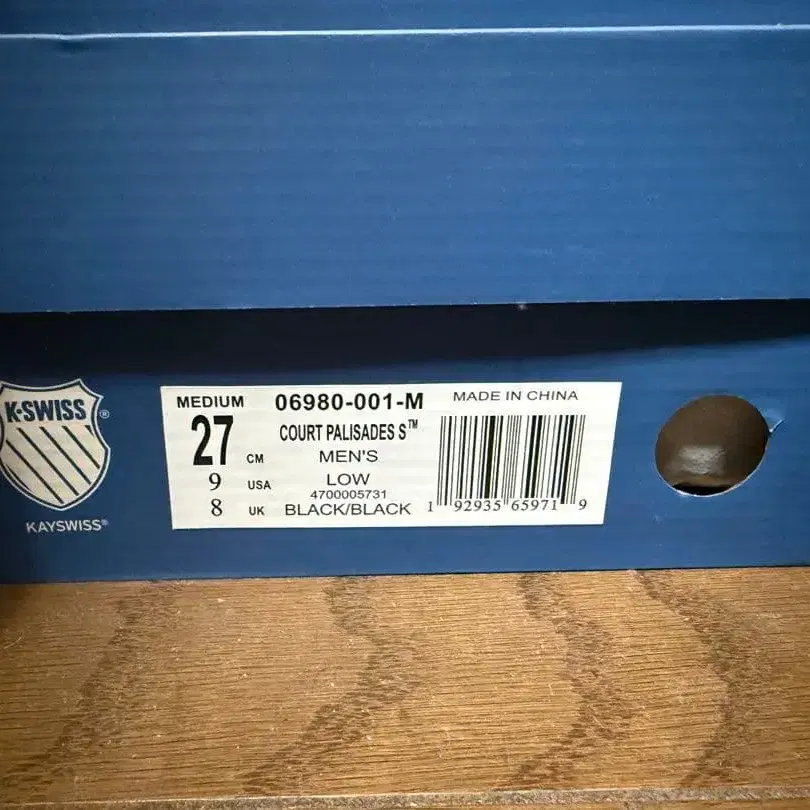 K·SWISS®
KAYSWISS®
MEDIUM
27 CM
9 USA
8 UK
06980-001-M
COURT PALISADES S™
MEN'S
LOW
4700005731
BLACK/BLACK
MADE IN CHINA
1 92935 65971 9